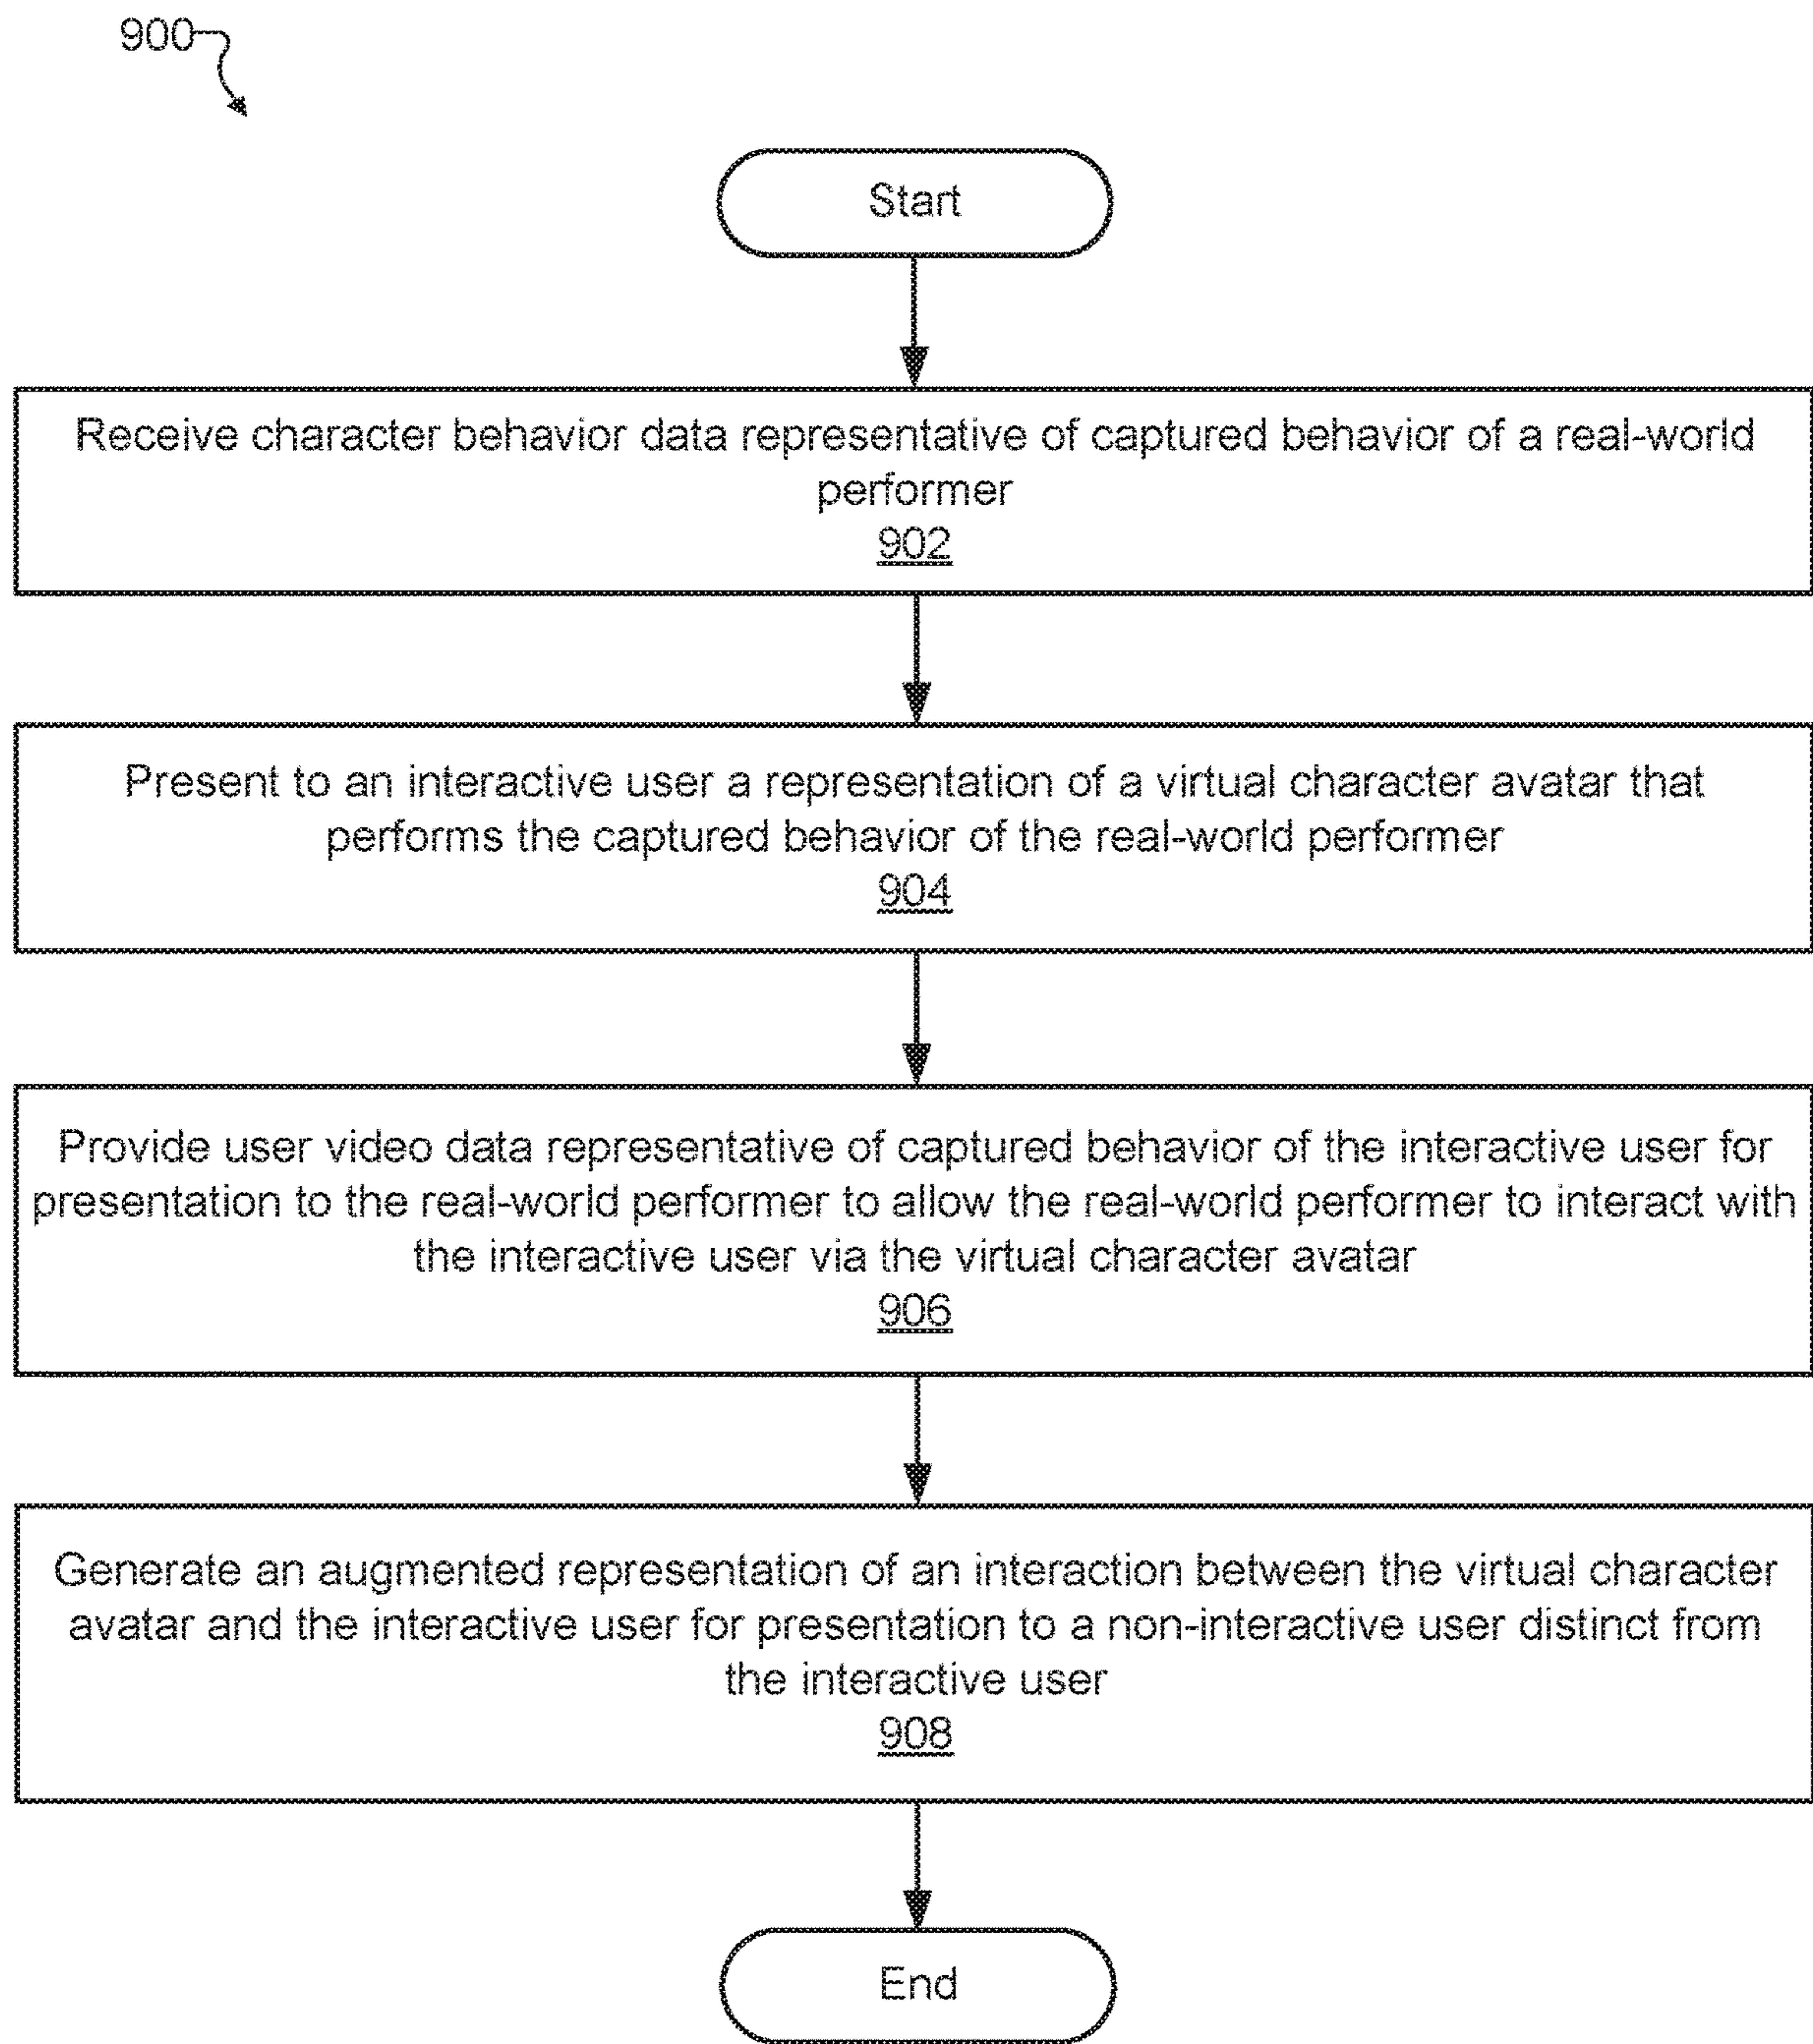 900
Start
Receive character behavior data representative of captured behavior of a real-world
performer
902
Present to an interactive user a representation of a virtual character avatar that
performs the captured behavior of the real-world performer
904
Provide user video data representative of captured behavior of the interactive user for
presentation to the real-world performer to allow the real-world performer to interact with
the interactive user via the virtual character avatar
906
Generate an augmented representation of an interaction between the virtual character
avatar and the interactive user for presentation to a non-interactive user distinct from
the interactive user
908
End